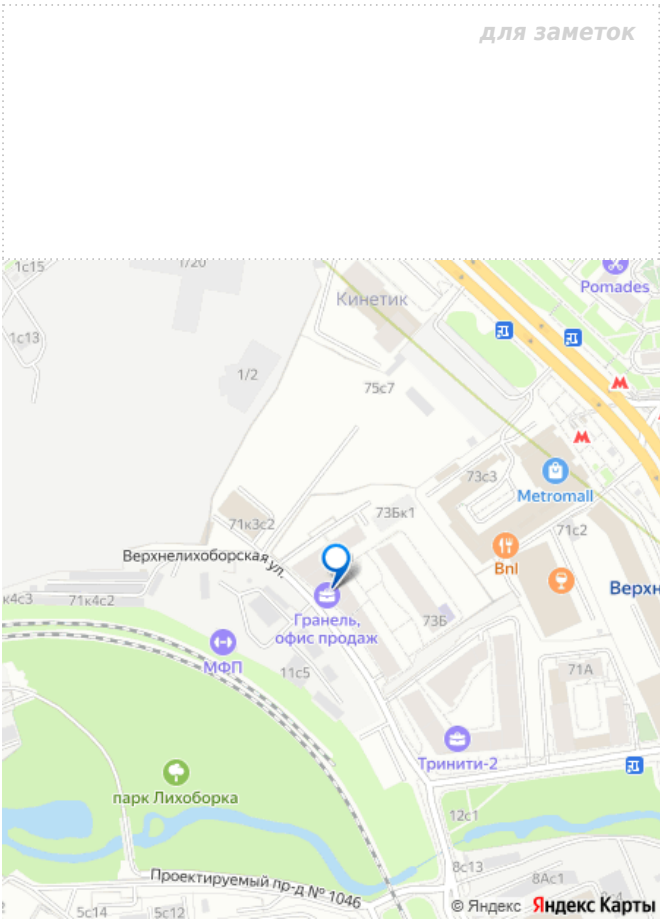 для заметок
1с15
1/20
Pomades
Кинетик
1с13
1/2
75с7
73с3
Metromall
71к3с2
73Бк1
71с2
Верхнелихоборская ул.
Bnl
к4с3
71к4с2
Верхн
Гранель,
офис продаж
73Б
МФП
11с5
71А
Тринити-2
парк Лихоборка
12с1
8с13
Проектируемый пр-д № 1046
8Ас1
5с14
5с12
© Яндекс Яндекс Карты